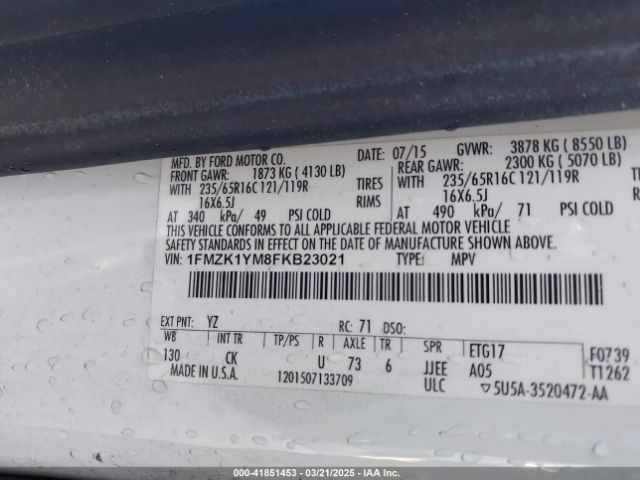 MFD. BY FORD MOTOR CO. DATE: 07/15 GVWR: 3878 KG ( 8550 LB)
FRONT GAWR: 1873 KG ( 4130 LB) REAR GAWR: 2300 KG ( 5070 LB)
WITH 235/65R16C 121/119R TIRES WITH 235/65R16C 121/119R
16X6.5J RIMS 16X6.5J
AT 340 kPa/ 49 PSI COLD AT 490 kPa/ 71 PSI COLD
THIS VEHICLE CONFORMS TO ALL APPLICABLE FEDERAL MOTOR VEHICLE
SAFETY STANDARDS IN EFFECT ON THE DATE OF MANUFACTURE SHOWN ABOVE.
VIN: 1FMZK1YM8FKB23021 TYPE: MPV
EXT PNT: YZ RC: 71 DSO:
WB INT TR TP/PS R AXLE TR SPR ETG17 F0739
130 CK U 73 6 JJEE A05 T1262
MADE IN U.S.A. 1201507133709 ULC 5U5A-3520472-AA
000-41851453 — 03/21/2025 — IAA Inc.